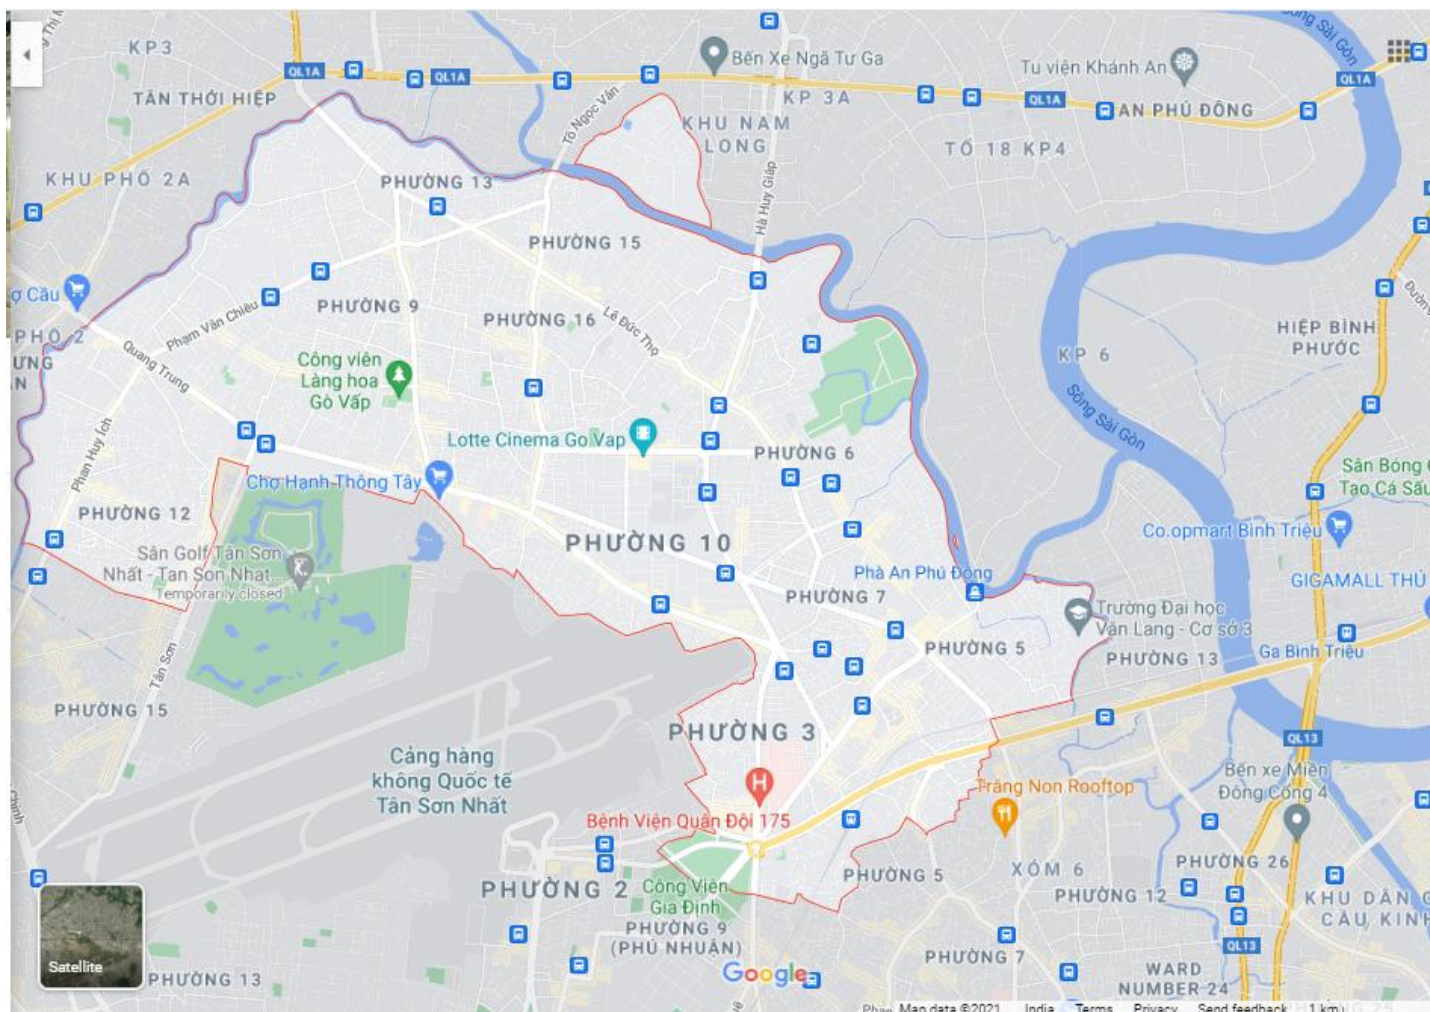 KP3
QL1A
QL1A
Bến Xe Ngã Tư Ga
Tu viện Khánh An
QL1A
QL1A
TÂN THỚI HIỆP
KP 3A
AN PHÚ ĐÔNG
Tô Ngọc Vân
KHU NAM
LONG
TỔ 18 KP4
KHU PHỐ 2A
PHƯỜNG 13
Hà Huy Giáp
PHƯỜNG 15
Phạm Văn Chiêu
PHƯỜNG 9
PHƯỜNG 16
Lê Đức Thọ
HIỆP BÌNH
PHƯỚC
KP 6
Quang Trung
Công viên
Làng hoa
Gò Vấp
Sông Sài Gòn
Phan Huy Ích
Lotte Cinema Go Vap
PHƯỜNG 6
Chợ Hạnh Thông Tây
Sân Bóng
Tạo Cá Sấu
PHƯỜNG 12
Co.opmart Bình Triệu
PHƯỜNG 10
Sân Golf Tân Sơn
Nhất - Tan Son Nhat...
Temporarily closed
Phà An Phú Đông
GIGAMALL THỦ
PHƯỜNG 7
Trường Đại học
Văn Lang - Cơ sở 3
PHƯỜNG 5
PHƯỜNG 13
Ga Bình Triệu
Tân Sơn
PHƯỜNG 15
PHƯỜNG 3
QL13
Cảng hàng
không Quốc tế
Tân Sơn Nhất
Bến xe Miền
Đông Cổng 4
Trăng Non Rooftop
Bệnh Viện Quân Đội 175
PHƯỜNG 2
Công Viên
Gia Định
PHƯỜNG 5
XÓM 6
PHƯỜNG 26
PHƯỜNG 12
KHU DÂN
CẦU KINH
PHƯỜNG 9
(PHÚ NHUẬN)
QL13
PHƯỜNG 7
Satellite
PHƯỜNG 13
Google
WARD
NUMBER 24
Map data ©2021 India Terms Privacy Send feedback 1 km